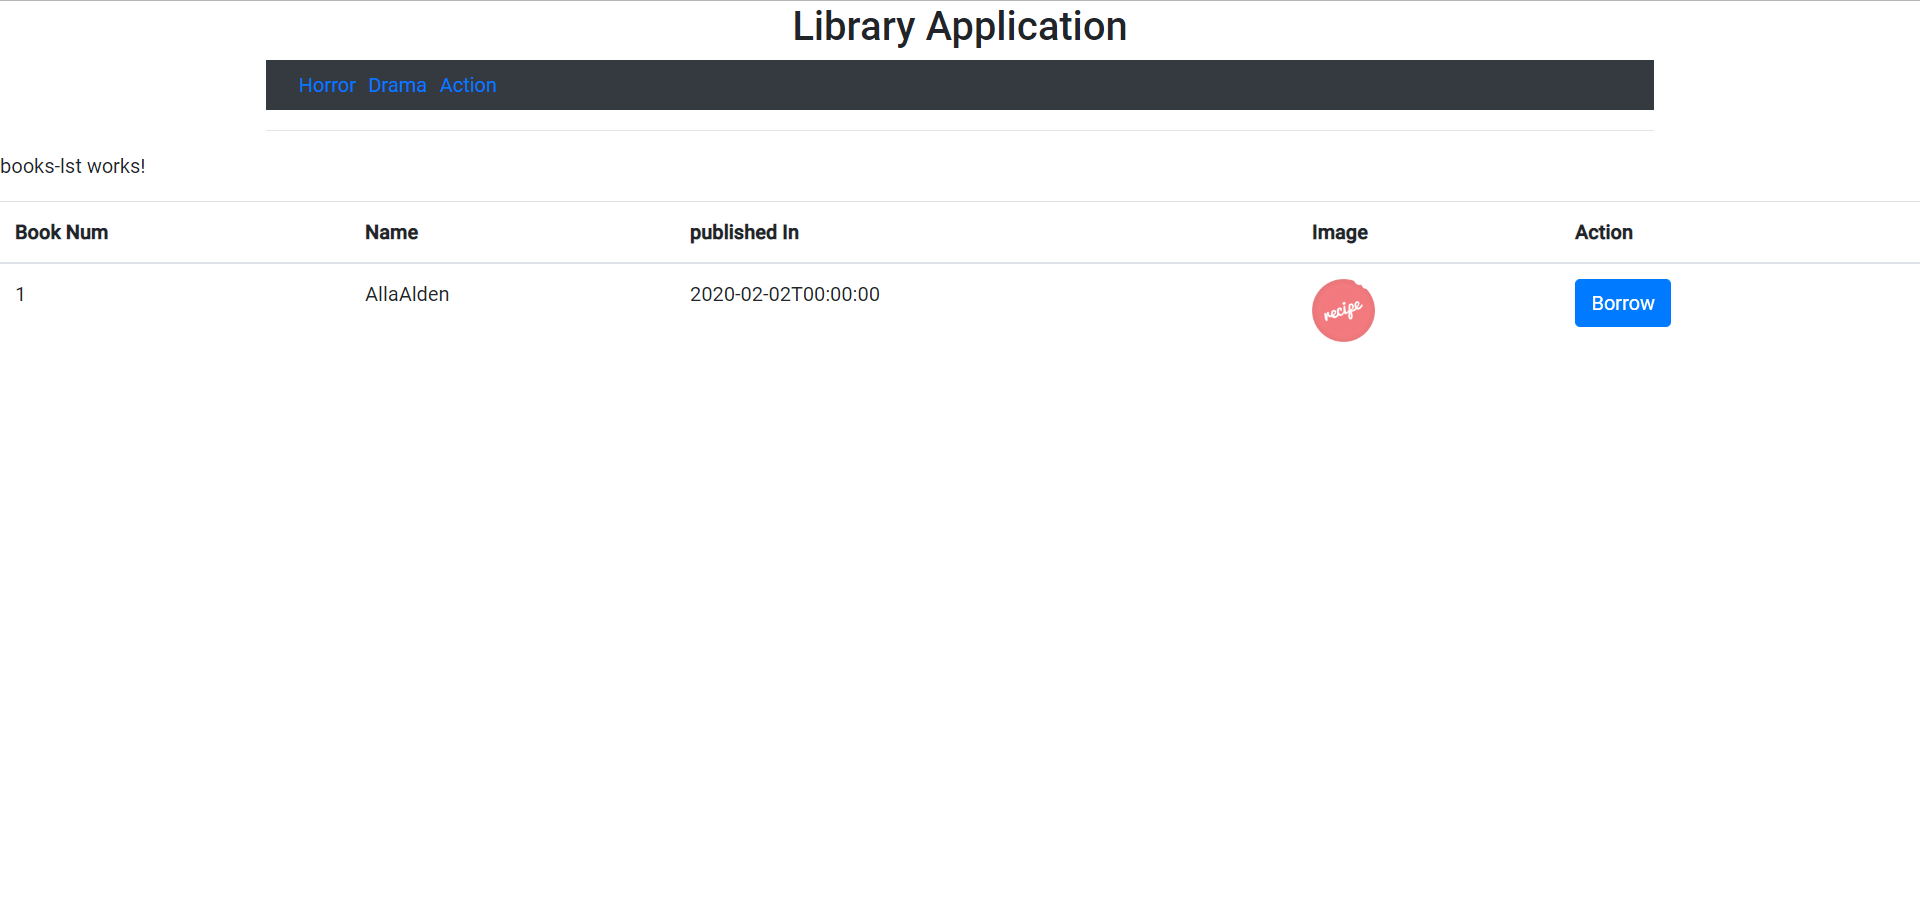 Library Application
Horror Drama Action
books-lst works!
Book Num Name published In Image Action
1 AllaAlden 2020-02-02T00:00:00 recipe Borrow